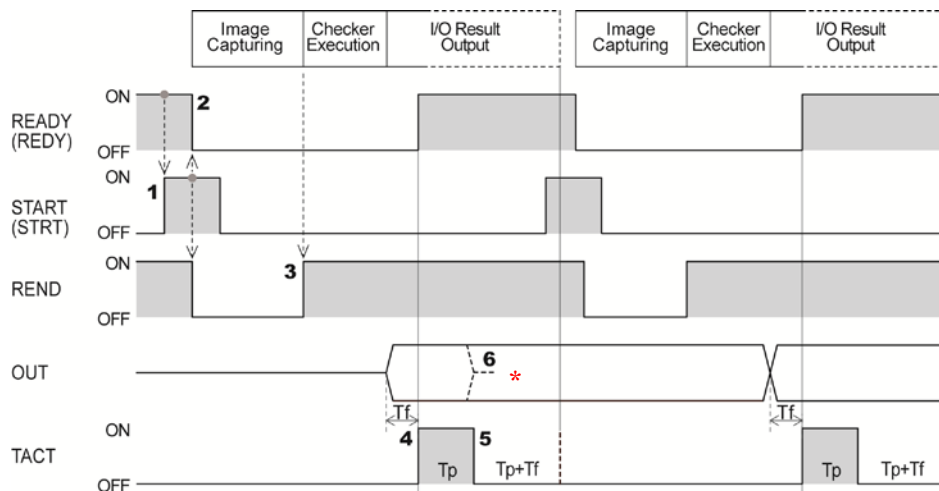 Image
Capturing
Checker
Execution
I/O Result
Output
Image
Capturing
Checker
Execution
I/O Result
Output
READY
(REDY)
ON
OFF
2
START
(STRT)
ON
OFF
1
REND
ON
OFF
3
OUT
6
*
Tf
Tf
TACT
ON
OFF
4
5
Tp
Tp+Tf
Tp
Tp+Tf